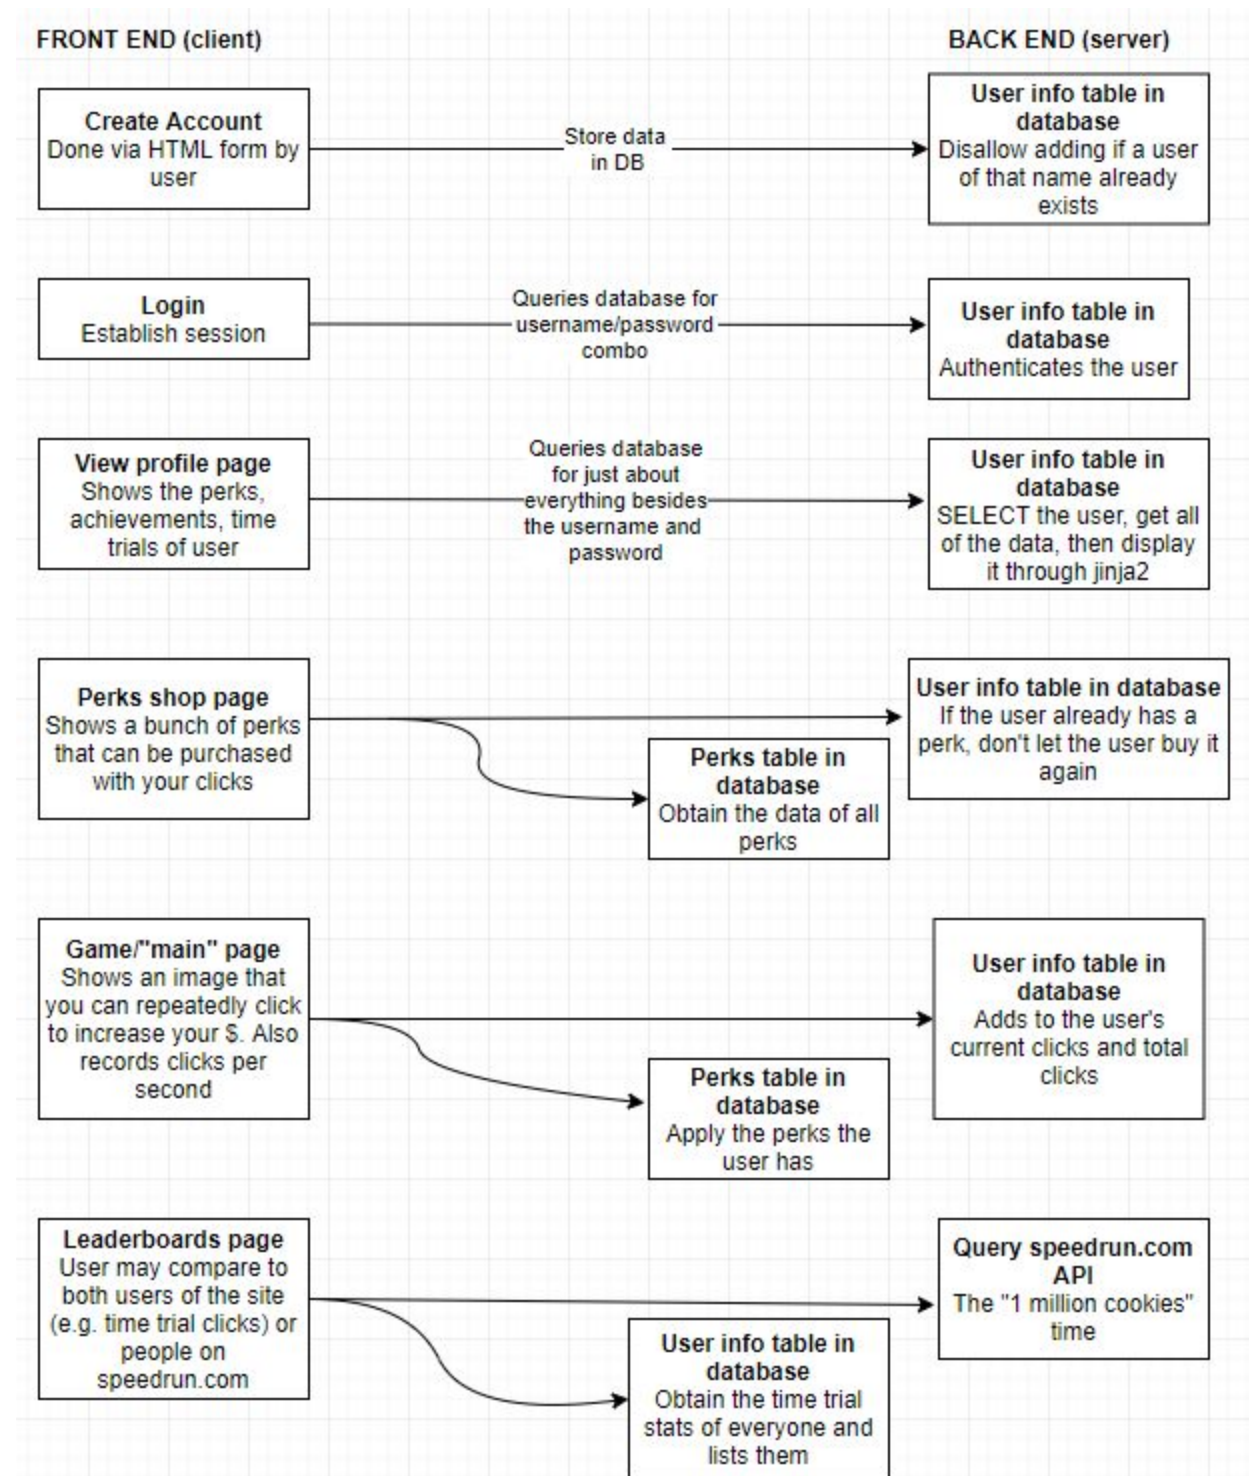 FRONT END (client)
BACK END (server)
Create Account
Done via HTML form by
user
Store data
in DB
User info table in
database
Disallow adding if a user
of that name already
exists
Login
Establish session
Queries database for
username/password
combo
User info table in
database
Authenticates the user
View profile page
Shows the perks,
achievements, time
trials of user
Queries database
for just about
everything besides
the username and
password
User info table in
database
SELECT the user, get all
of the data, then display
it through jinja2
Perks shop page
Shows a bunch of perks
that can be purchased
with your clicks
Perks table in
database
Obtain the data of all
perks
User info table in database
If the user already has a
perk, don't let the user buy it
again
Game/"main" page
Shows an image that
you can repeatedly click
to increase your $. Also
records clicks per
second
Perks table in
database
Apply the perks the
user has
User info table in
database
Adds to the user's
current clicks and total
clicks
Leaderboards page
User may compare to
both users of the site
(e.g. time trial clicks) or
people on
speedrun.com
User info table in
database
Obtain the time trial
stats of everyone and
lists them
Query speedrun.com
API
The "1 million cookies"
time